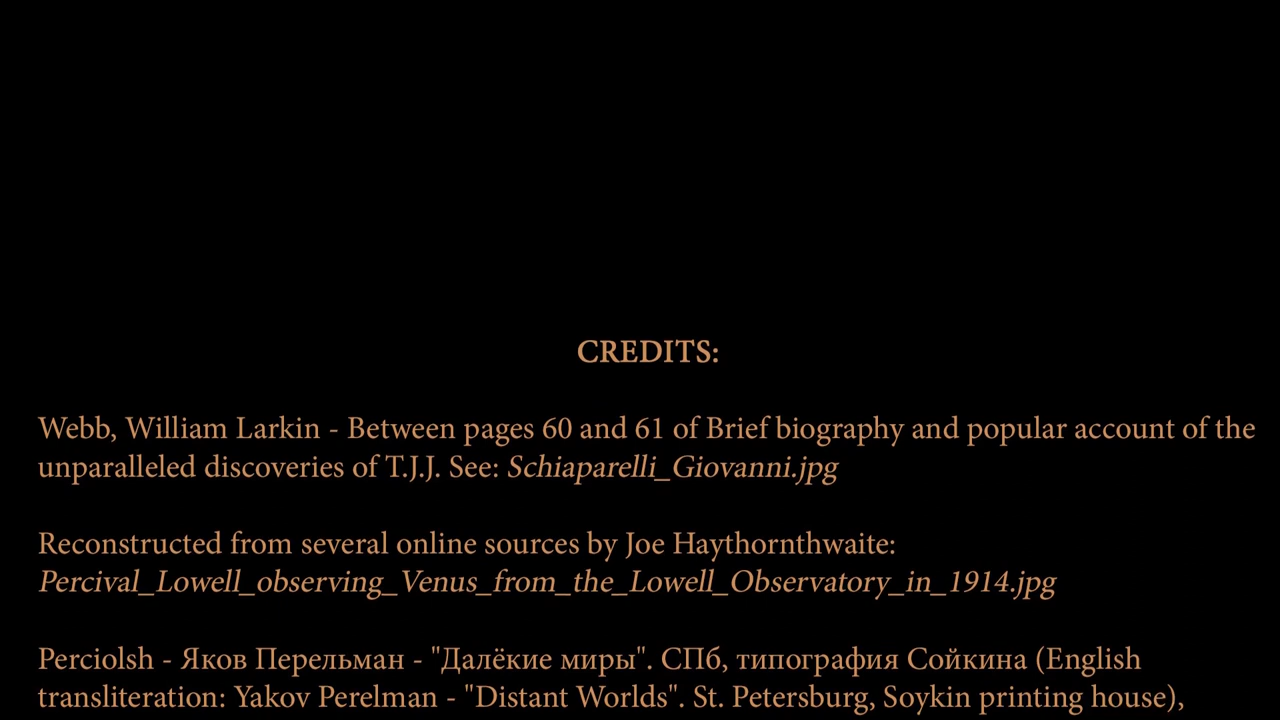 CREDITS:
Webb, William Larkin - Between pages 60 and 61 of Brief biography and popular account of the
unparalleled discoveries of T.J.J. See: Schiaparelli_Giovanni.jpg
Reconstructed from several online sources by Joe Haythornthwaite:
Percival_Lowell_observing_Venus_from_the_Lowell_Observatory_in_1914.jpg
Perciolsh - Яков Перельман - "Далёкие миры". СПб, типография Сойкина (English
transliteration: Yakov Perelman - "Distant Worlds". St. Petersburg, Soykin printing house),